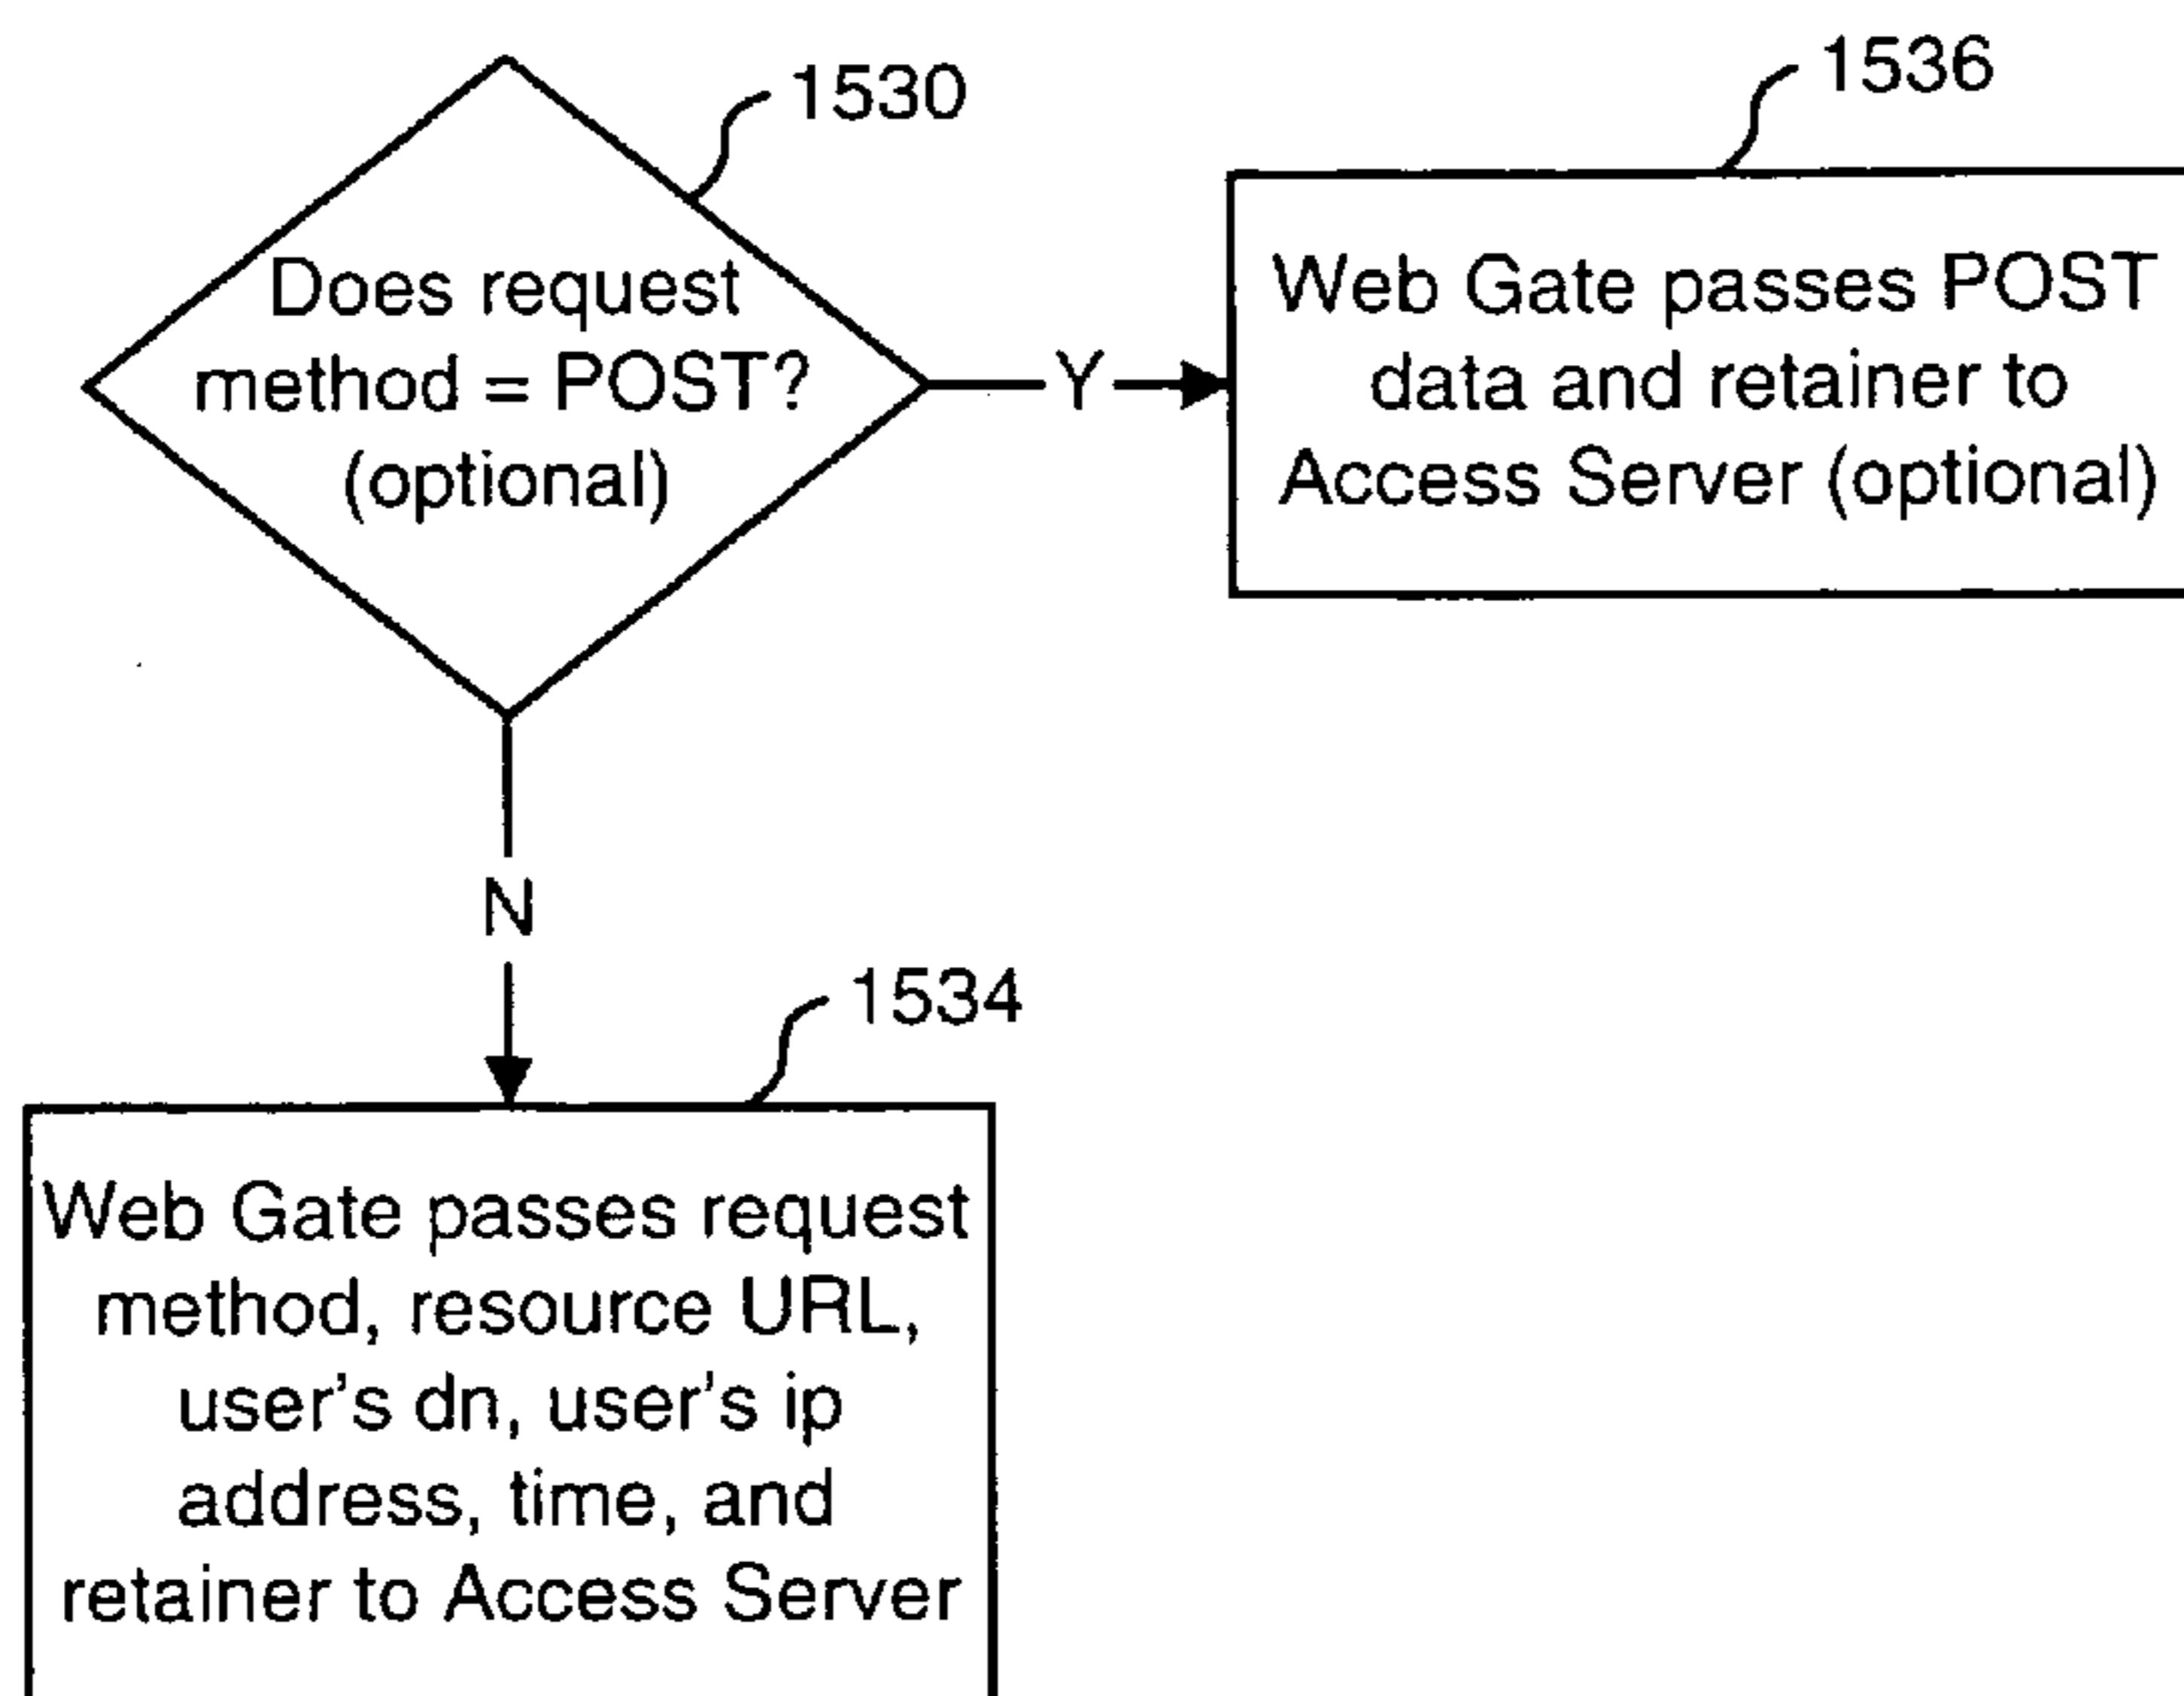 1530
Does request
method = POST?
(optional)
Y
1536
Web Gate passes POST
data and retainer to
Access Server (optional)
N
1534
Web Gate passes request
method, resource URL,
user's dn, user's ip
address, time, and
retainer to Access Server